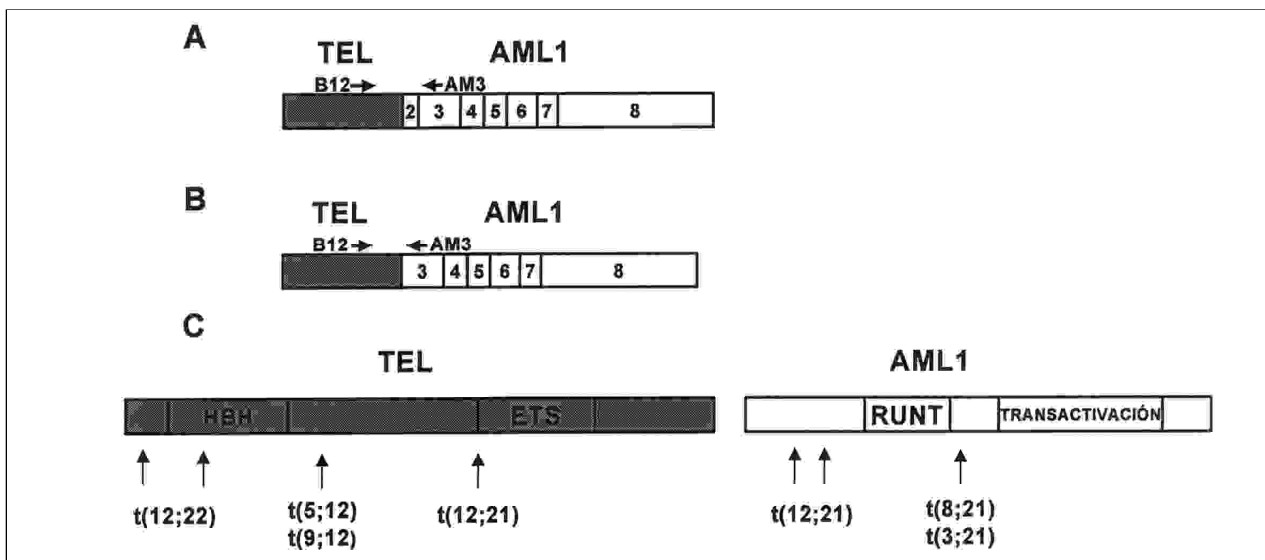 A
TEL AML1
B12→ ←AM3
2 3 4 5 6 7 8
B
TEL AML1
B12→ ←AM3
3 4 5 6 7 8
C
TEL AML1
HBH ETS RUNT TRANSACTIVACIÓN
t(12;22) t(5;12) t(12;21) t(12;21) t(8;21)
t(9;12) t(3;21)